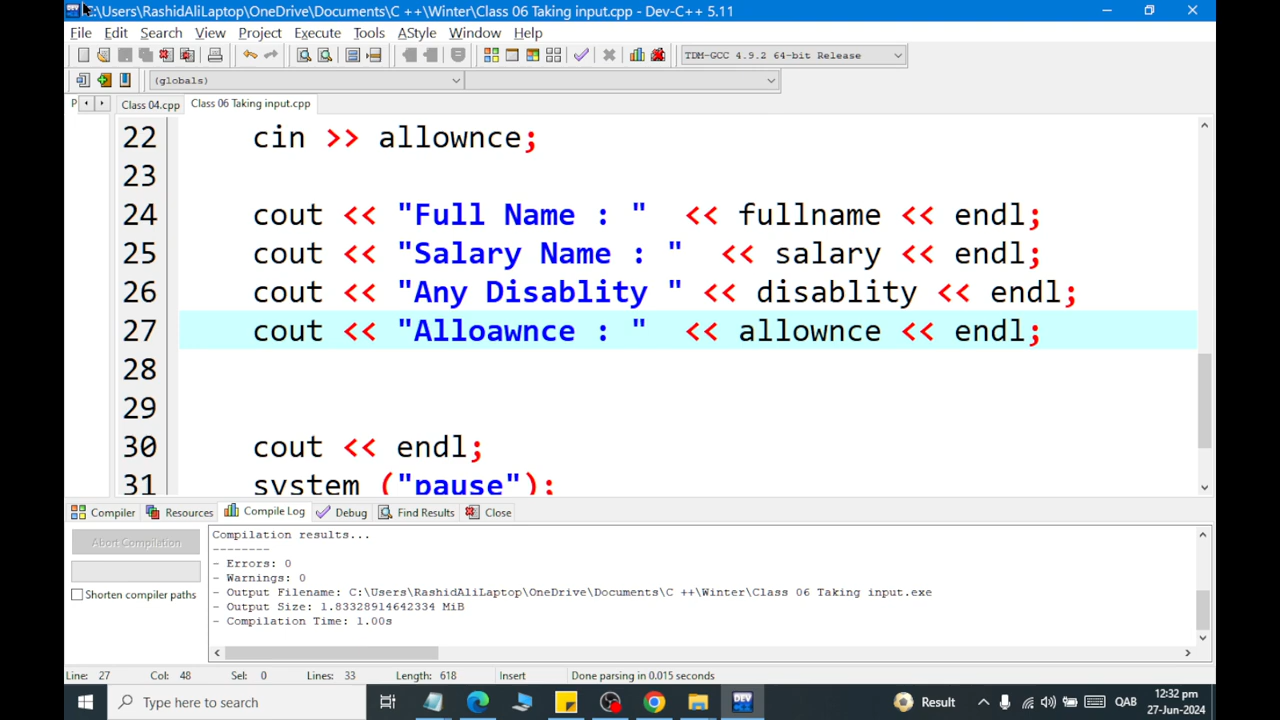 :\Users\RashidAliLaptop\OneDrive\Documents\C ++\Winter\Class 06 Taking input.cpp - Dev-C++ 5.11
File Edit Search View Project Execute Tools AStyle Window Help
TDM-GCC 4.9.2 64-bit Release
(globals)
P Class 04.cpp Class 06 Taking input.cpp
22 cin >> allownce;
23
24 cout << "Full Name : " << fullname << endl;
25 cout << "Salary Name : " << salary << endl;
26 cout << "Any Disablity " << disablity << endl;
27 cout << "Alloawnce : " << allownce << endl;
28
29
30 cout << endl;
31 system ("pause");
Compiler Resources Compile Log Debug Find Results Close
Abort Compilation
Shorten compiler paths
Compilation results...
--------
- Errors: 0
- Warnings: 0
- Output Filename: C:\Users\RashidAliLaptop\OneDrive\Documents\C ++\Winter\Class 06 Taking input.exe
- Output Size: 1.83328914642334 MiB
- Compilation Time: 1.00s
Line: 27 Col: 48 Sel: 0 Lines: 33 Length: 618 Insert Done parsing in 0.015 seconds
Type here to search
DEV
Result
QAB
12:32 pm
27-Jun-2024